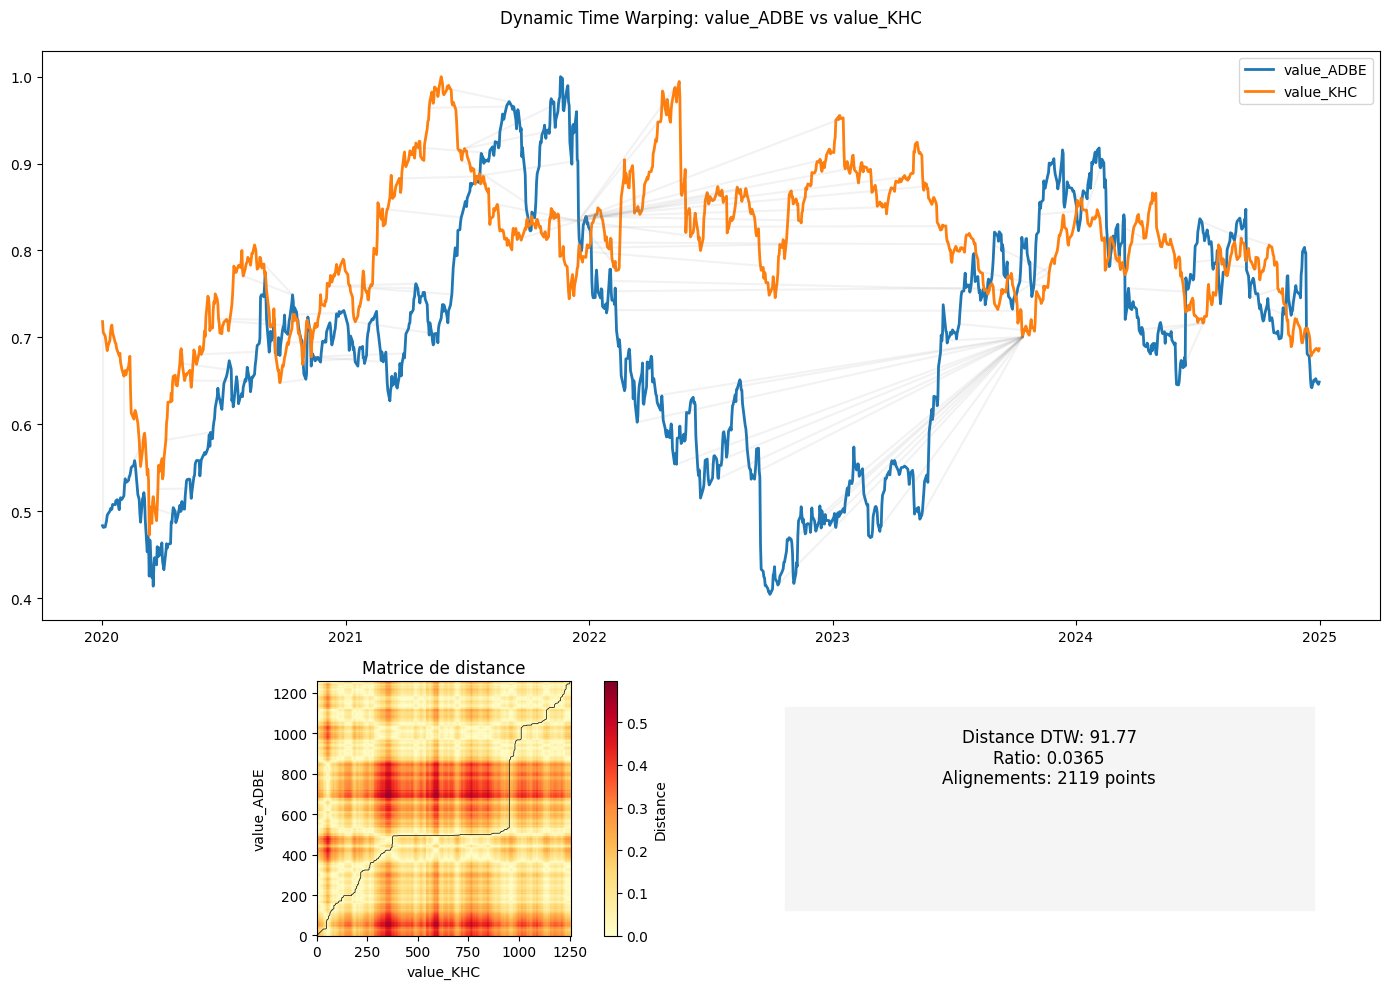 Dynamic Time Warping: value_ADBE vs value_KHC
value_ADBE
value_KHC
1.0
0.9
0.8
0.7
0.6
0.5
0.4
2020 2021 2022 2023 2024 2025
Matrice de distance
1200
1000
800
600
400
200
0
value_ADBE
0 250 500 750 1000 1250
value_KHC
0.5
0.4
0.3
0.2
0.1
0.0
Distance
Distance DTW: 91.77
Ratio: 0.0365
Alignements: 2119 points